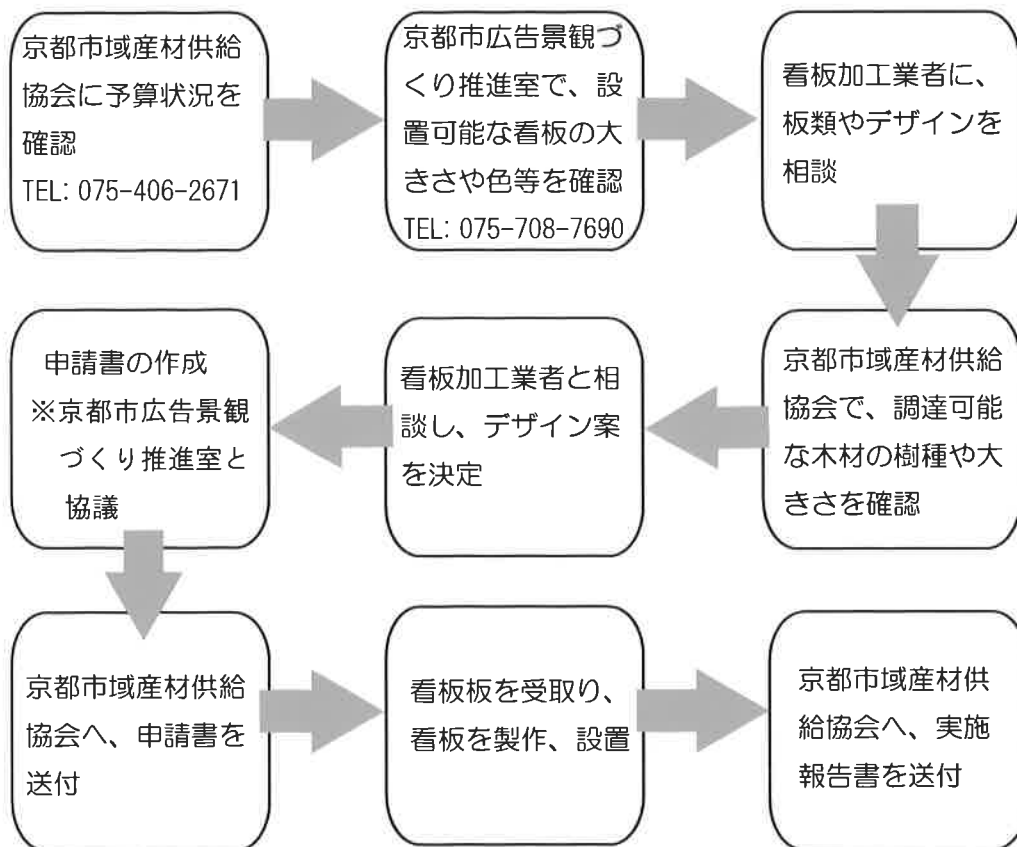 京都市域産材供給
協会に予算状況を
確認
TEL: 075-406-2671
京都市広告景観づ
くり推進室で、設
置可能な看板の大
きさや色等を確認
TEL: 075-708-7690
看板加工業者に、
板類やデザインを
相談
京都市域産材供給
協会で、調達可能
な木材の樹種や大
きさを確認
看板加工業者と相
談し、デザイン案
を決定
申請書の作成
※京都市広告景観
づくり推進室と
協議
京都市域産材供給
協会へ、申請書を
送付
看板板を受取り、
看板を製作、設置
京都市域産材供
給協会へ、実施
報告書を送付